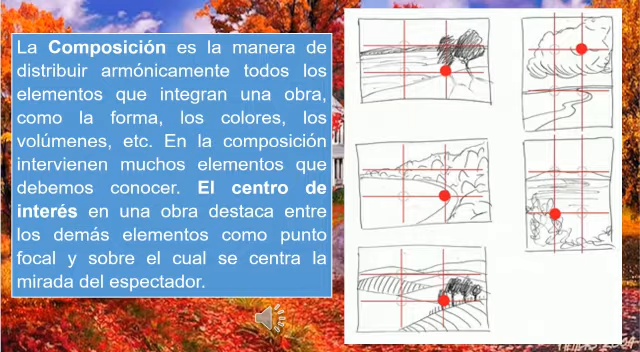 La Composición es la manera de
distribuir armónicamente todos los
elementos que integran una obra,
como la forma, los colores, los
volúmenes, etc. En la composición
intervienen muchos elementos que
debemos conocer. El centro de
interés en una obra destaca entre
los demás elementos como punto
focal y sobre el cual se centra la
mirada del espectador.